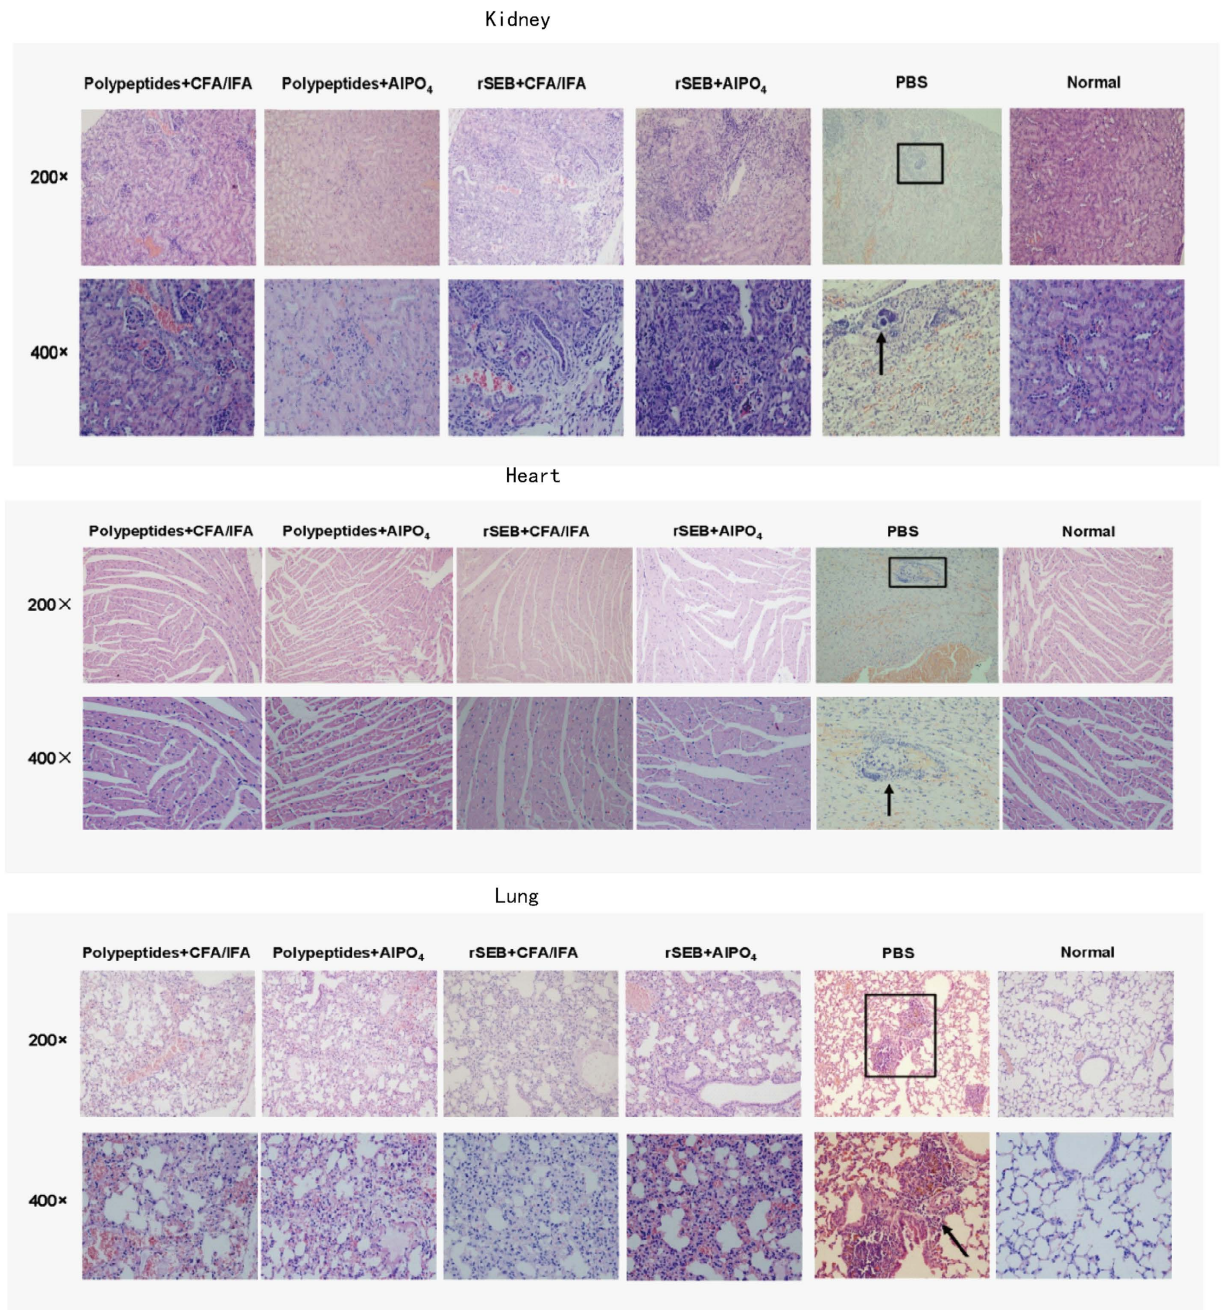 Kidney
Polypeptides+CFA/IFA Polypeptides+AlPO4 rSEB+CFA/IFA rSEB+AlPO4 PBS Normal
200×
400×
Heart
Polypeptides+CFA/IFA Polypeptides+AlPO4 rSEB+CFA/IFA rSEB+AlPO4 PBS Normal
200×
400×
Lung
Polypeptides+CFA/IFA Polypeptides+AlPO4 rSEB+CFA/IFA rSEB+AlPO4 PBS Normal
200×
400×